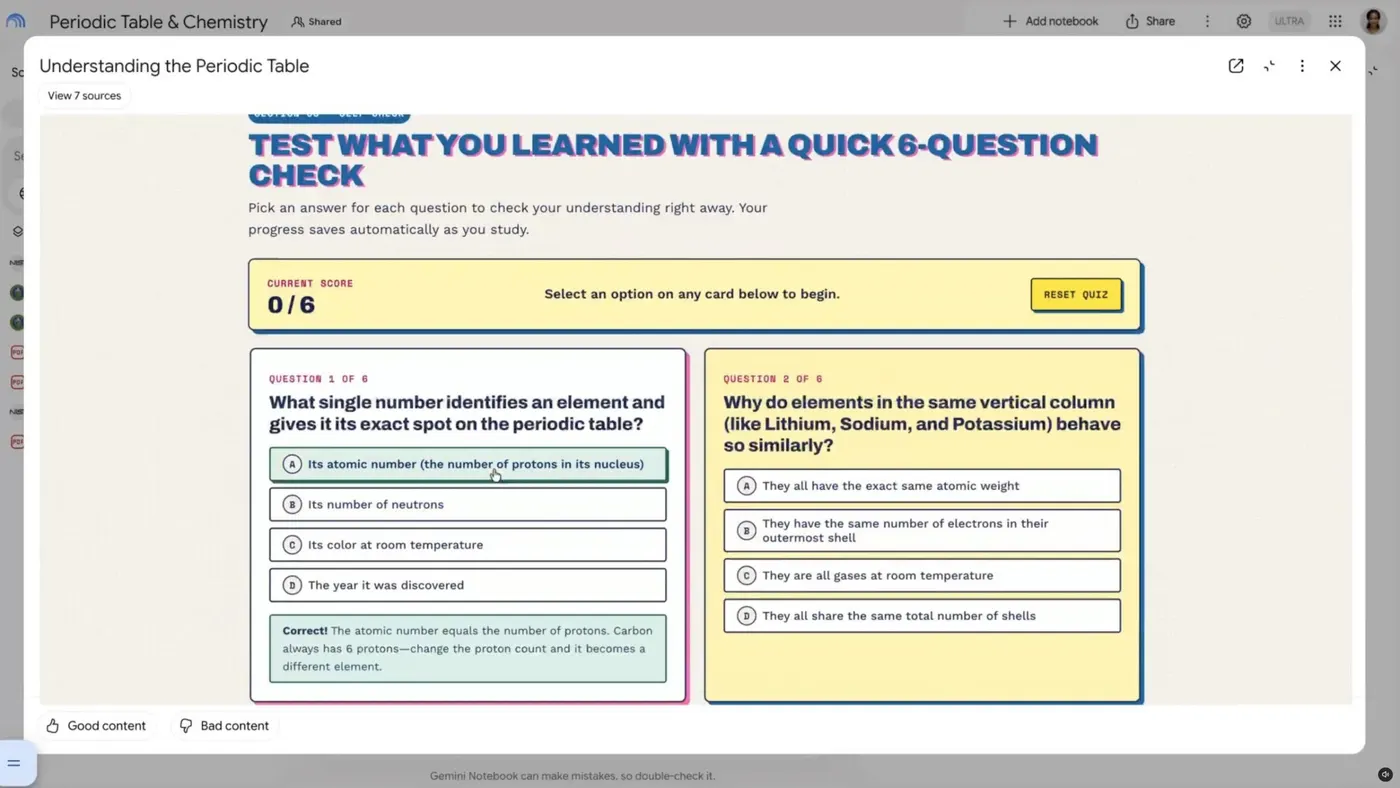 Periodic Table & Chemistry
Shared
Add notebook
Share
ULTRA
Understanding the Periodic Table
View 7 sources
TEST WHAT YOU LEARNED WITH A QUICK 6-QUESTION
CHECK
Pick an answer for each question to check your understanding right away. Your
progress saves automatically as you study.
CURRENT SCORE
0 / 6
Select an option on any card below to begin.
RESET QUIZ
QUESTION 1 OF 6
What single number identifies an element and
gives it its exact spot on the periodic table?
A Its atomic number (the number of protons in its nucleus)
B Its number of neutrons
C Its color at room temperature
D The year it was discovered
Correct! The atomic number equals the number of protons. Carbon
always has 6 protons—change the proton count and it becomes a
different element.
QUESTION 2 OF 6
Why do elements in the same vertical column
(like Lithium, Sodium, and Potassium) behave
so similarly?
A They all have the exact same atomic weight
B They have the same number of electrons in their
outermost shell
C They are all gases at room temperature
D They all share the same total number of shells
Good content
Bad content
Gemini Notebook can make mistakes, so double-check it.